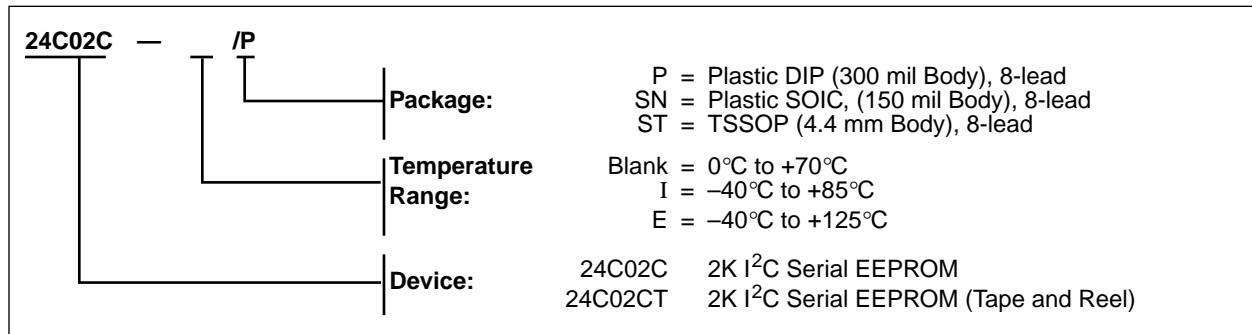 24C02C — /P
Package:
P = Plastic DIP (300 mil Body), 8-lead
SN = Plastic SOIC, (150 mil Body), 8-lead
ST = TSSOP (4.4 mm Body), 8-lead
Temperature
Range:
Blank = 0°C to +70°C
I = –40°C to +85°C
E = –40°C to +125°C
Device:
24C02C 2K I²C Serial EEPROM
24C02CT 2K I²C Serial EEPROM (Tape and Reel)